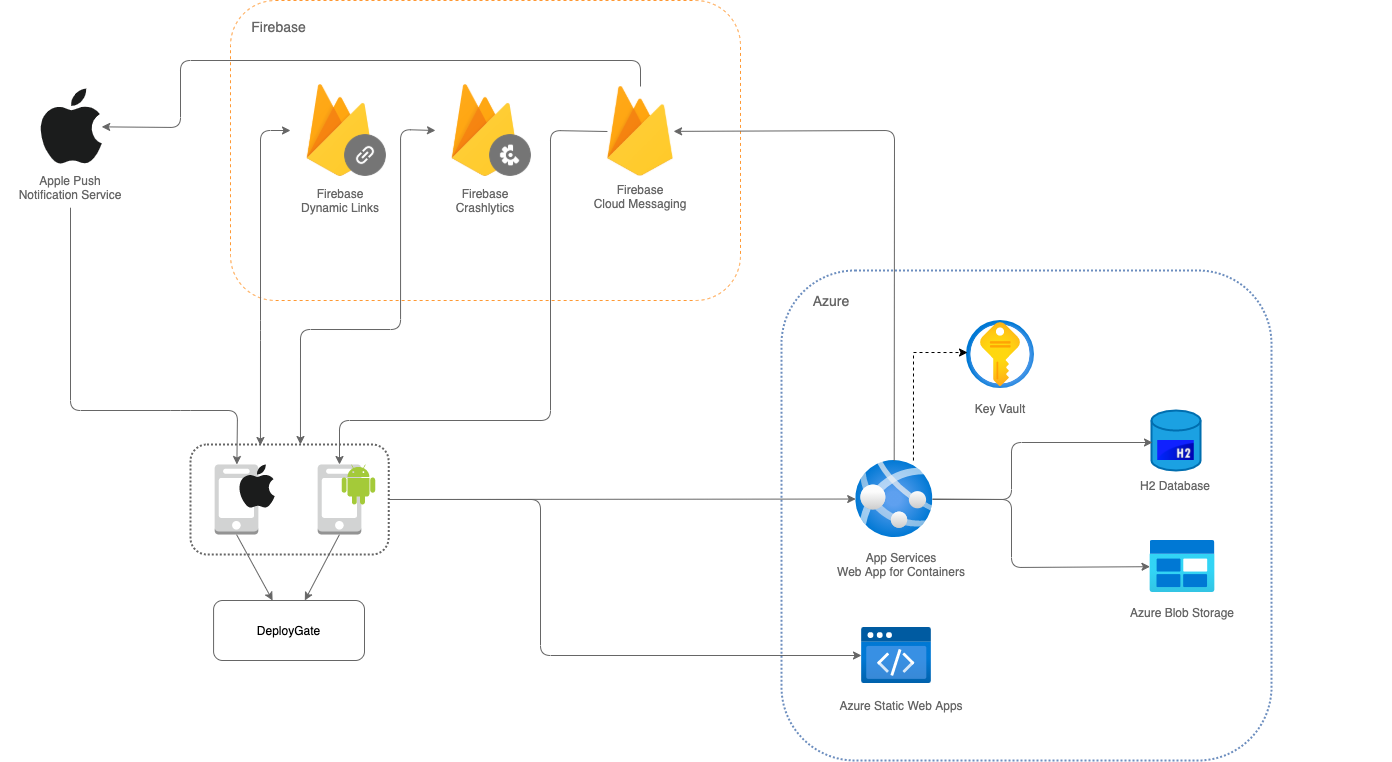 Firebase
Apple Push
Notification Service
Firebase
Dynamic Links
Firebase
Crashlytics
Firebase
Cloud Messaging
Azure
Key Vault
H2
H2 Database
App Services
Web App for Containers
Azure Blob Storage
DeployGate
</>
Azure Static Web Apps